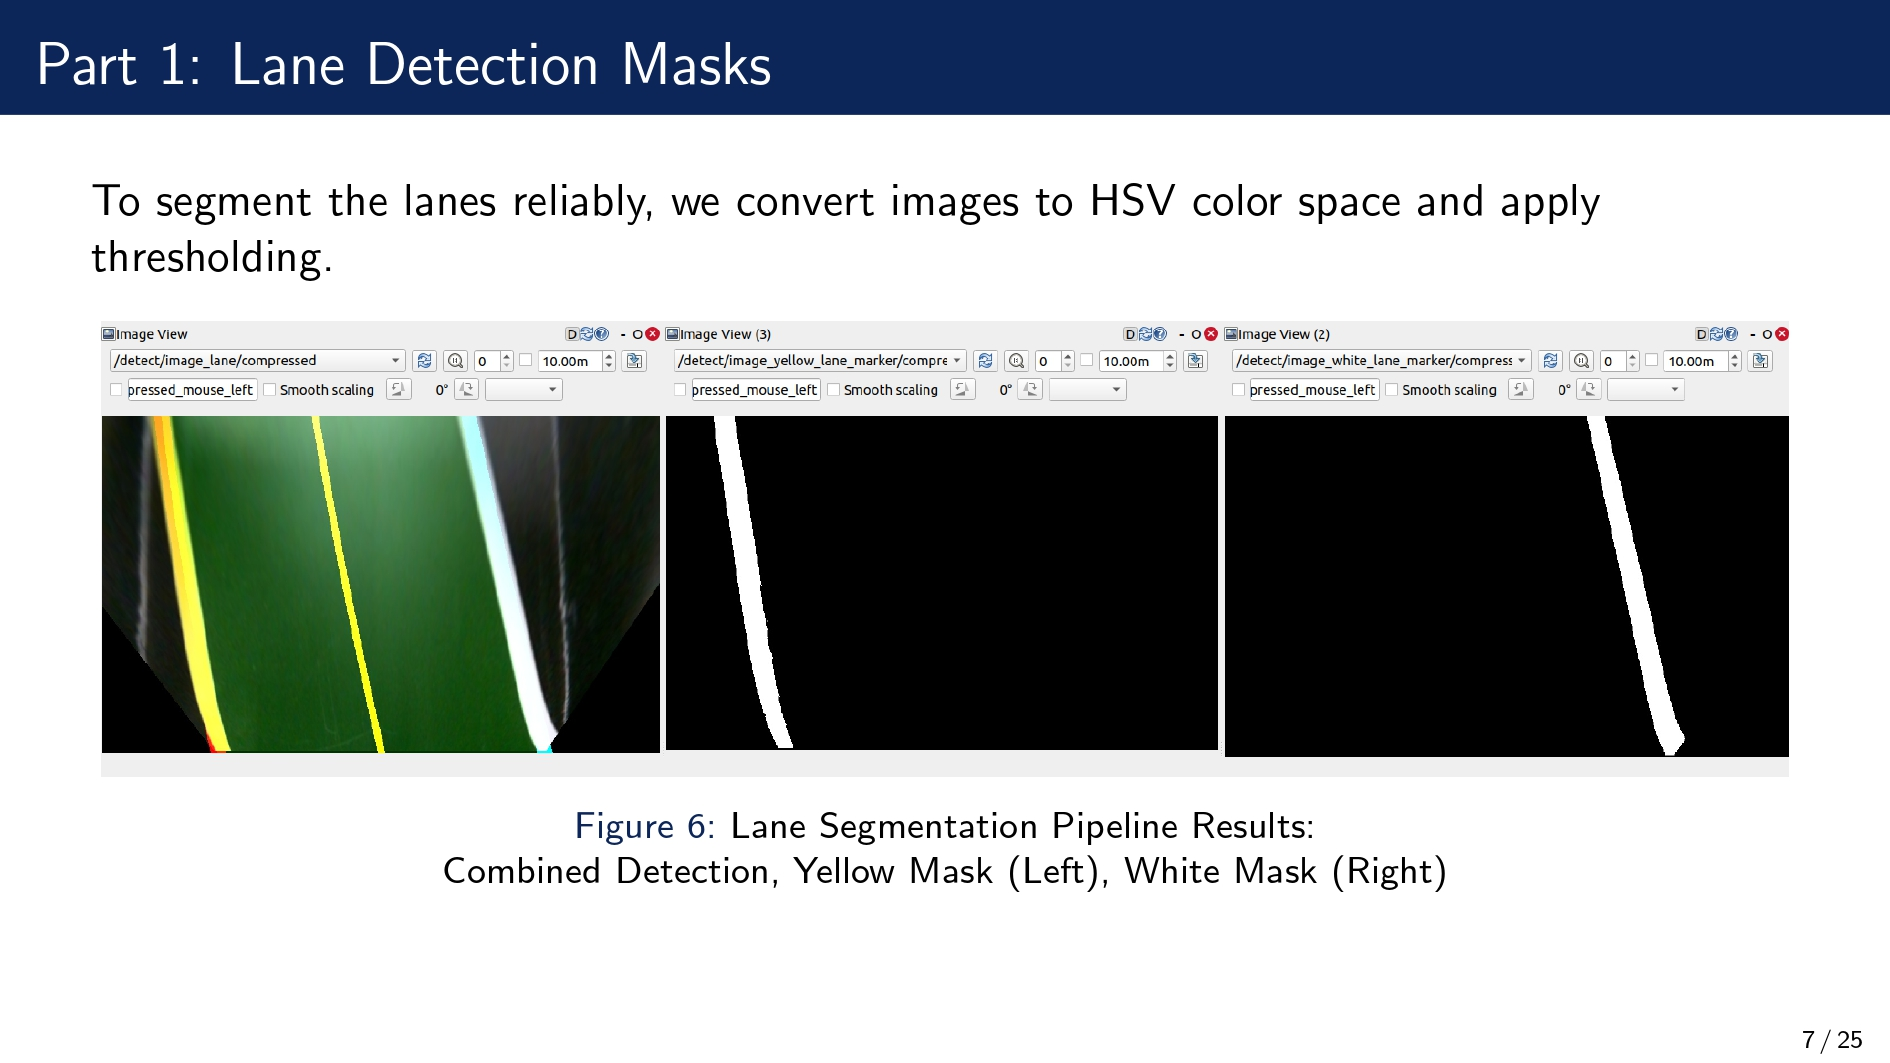 Part 1: Lane Detection Masks
To segment the lanes reliably, we convert images to HSV color space and apply
thresholding.
Image View
D - O
/detect/image_lane/compressed
0
10.00m
pressed_mouse_left
Smooth scaling
0°
Image View (3)
D - O
/detect/image_yellow_lane_marker/compre
0
10.00m
pressed_mouse_left
Smooth scaling
0°
Image View (2)
D - O
/detect/image_white_lane_marker/compress
0
10.00m
pressed_mouse_left
Smooth scaling
0°
Figure 6: Lane Segmentation Pipeline Results:
Combined Detection, Yellow Mask (Left), White Mask (Right)
7 / 25